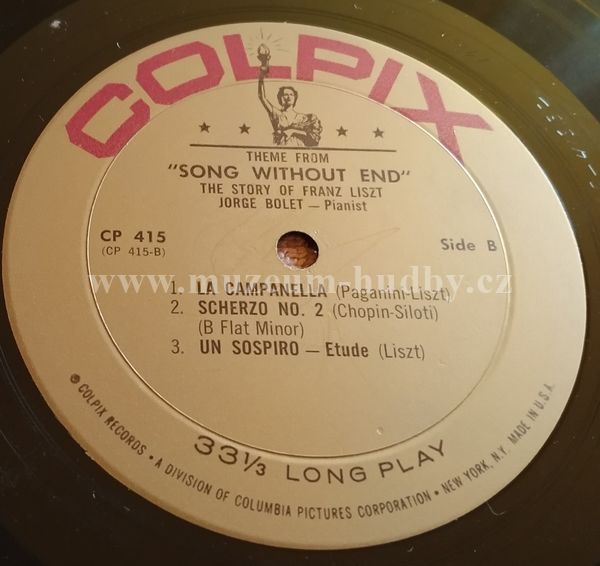 COLPIX
THEME FROM
"SONG WITHOUT END"
THE STORY OF FRANZ LISZT
JORGE BOLET — Pianist
CP 415
(CP 415-B)
Side B
www.muzeum-hudby.cz
1. LA CAMPANELLA (Paganini-Liszt)
2. SCHERZO NO. 2 (Chopin-Siloti)
(B Flat Minor)
3. UN SOSPIRO — Etude (Liszt)
33⅓ LONG PLAY
© COLPIX RECORDS • A DIVISION OF COLUMBIA PICTURES CORPORATION • NEW YORK, N.Y. MADE IN U.S.A.